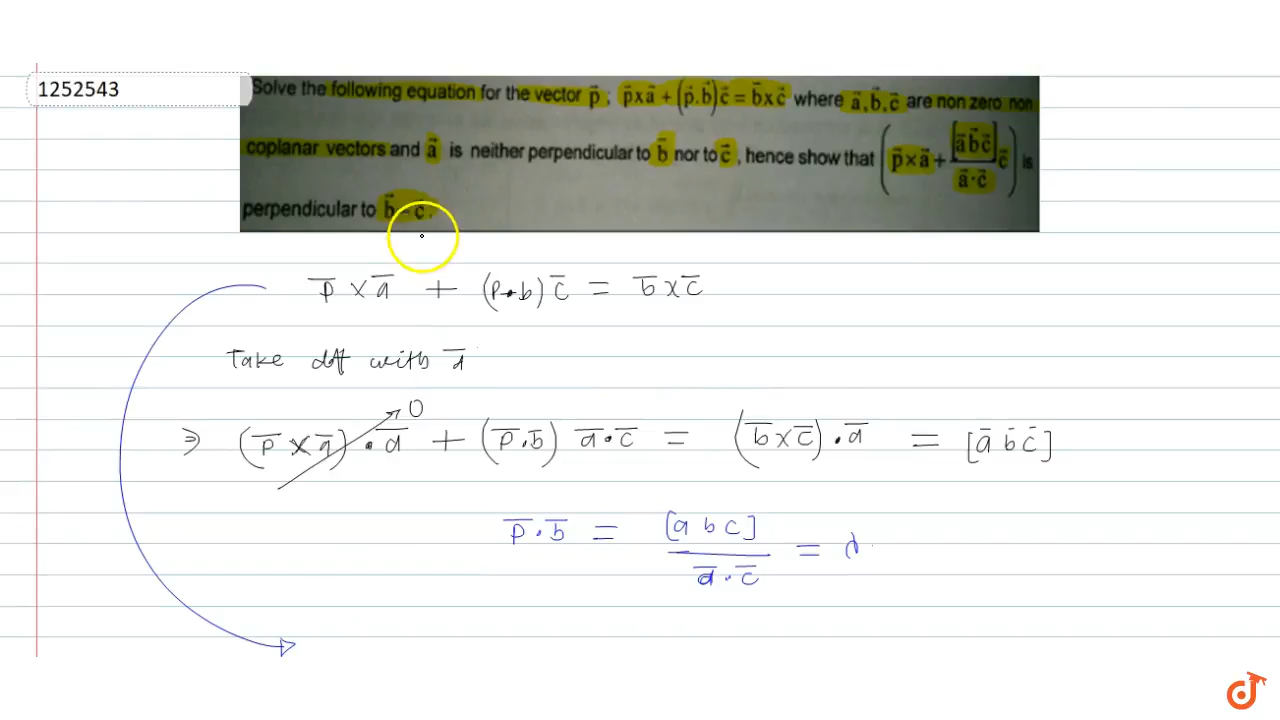 1252543
Solve the following equation for the vector p⃗ ; p⃗ x a⃗ + (p⃗.b⃗) c⃗ = b⃗ x c⃗ where a⃗, b⃗, c⃗ are non zero non
coplanar vectors and a⃗ is neither perpendicular to b⃗ nor to c⃗, hence show that (p⃗ × a⃗ + [a⃗ b⃗ c⃗] / a⃗ · c⃗ c⃗) is
perpendicular to b⃗ – c⃗.
p̅ × a̅ + (p·b) c̅ = b̅ × c̅
Take dot with a̅
⇒ (p̅ × a̅) · a̅ 0 + (p̅ · b̅) a̅ · c̅ = (b̅ × c̅) · a̅ = [a̅ b̅ c̅]
p̅ · b̅ = [a b c] / a̅ · c̅ =